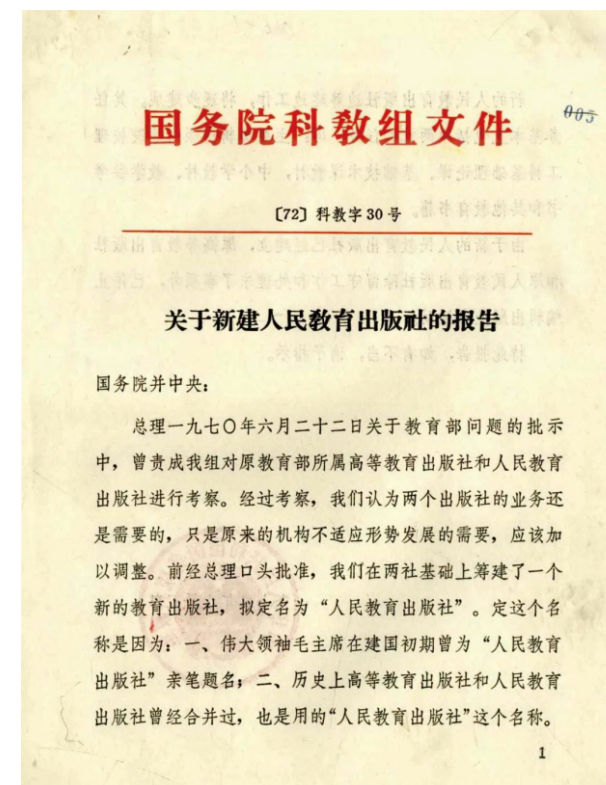 国务院科教组文件
005
〔72〕科教字30号
关于新建人民教育出版社的报告
国务院并中央：
总理一九七〇年六月二十二日关于教育部问题的批示
中，曾责成我组对原教育部所属高等教育出版社和人民教育
出版社进行考察。经过考察，我们认为两个出版社的业务还
是需要的，只是原来的机构不适应形势发展的需要，应该加
以调整。前经总理口头批准，我们在两社基础上筹建了一个
新的教育出版社，拟定名为“人民教育出版社”。定这个名
称是因为：一、伟大领袖毛主席在建国初期曾为“人民教育
出版社”亲笔题名；二、历史上高等教育出版社和人民教育
出版社曾经合并过，也是用的“人民教育出版社”这个名称。
1